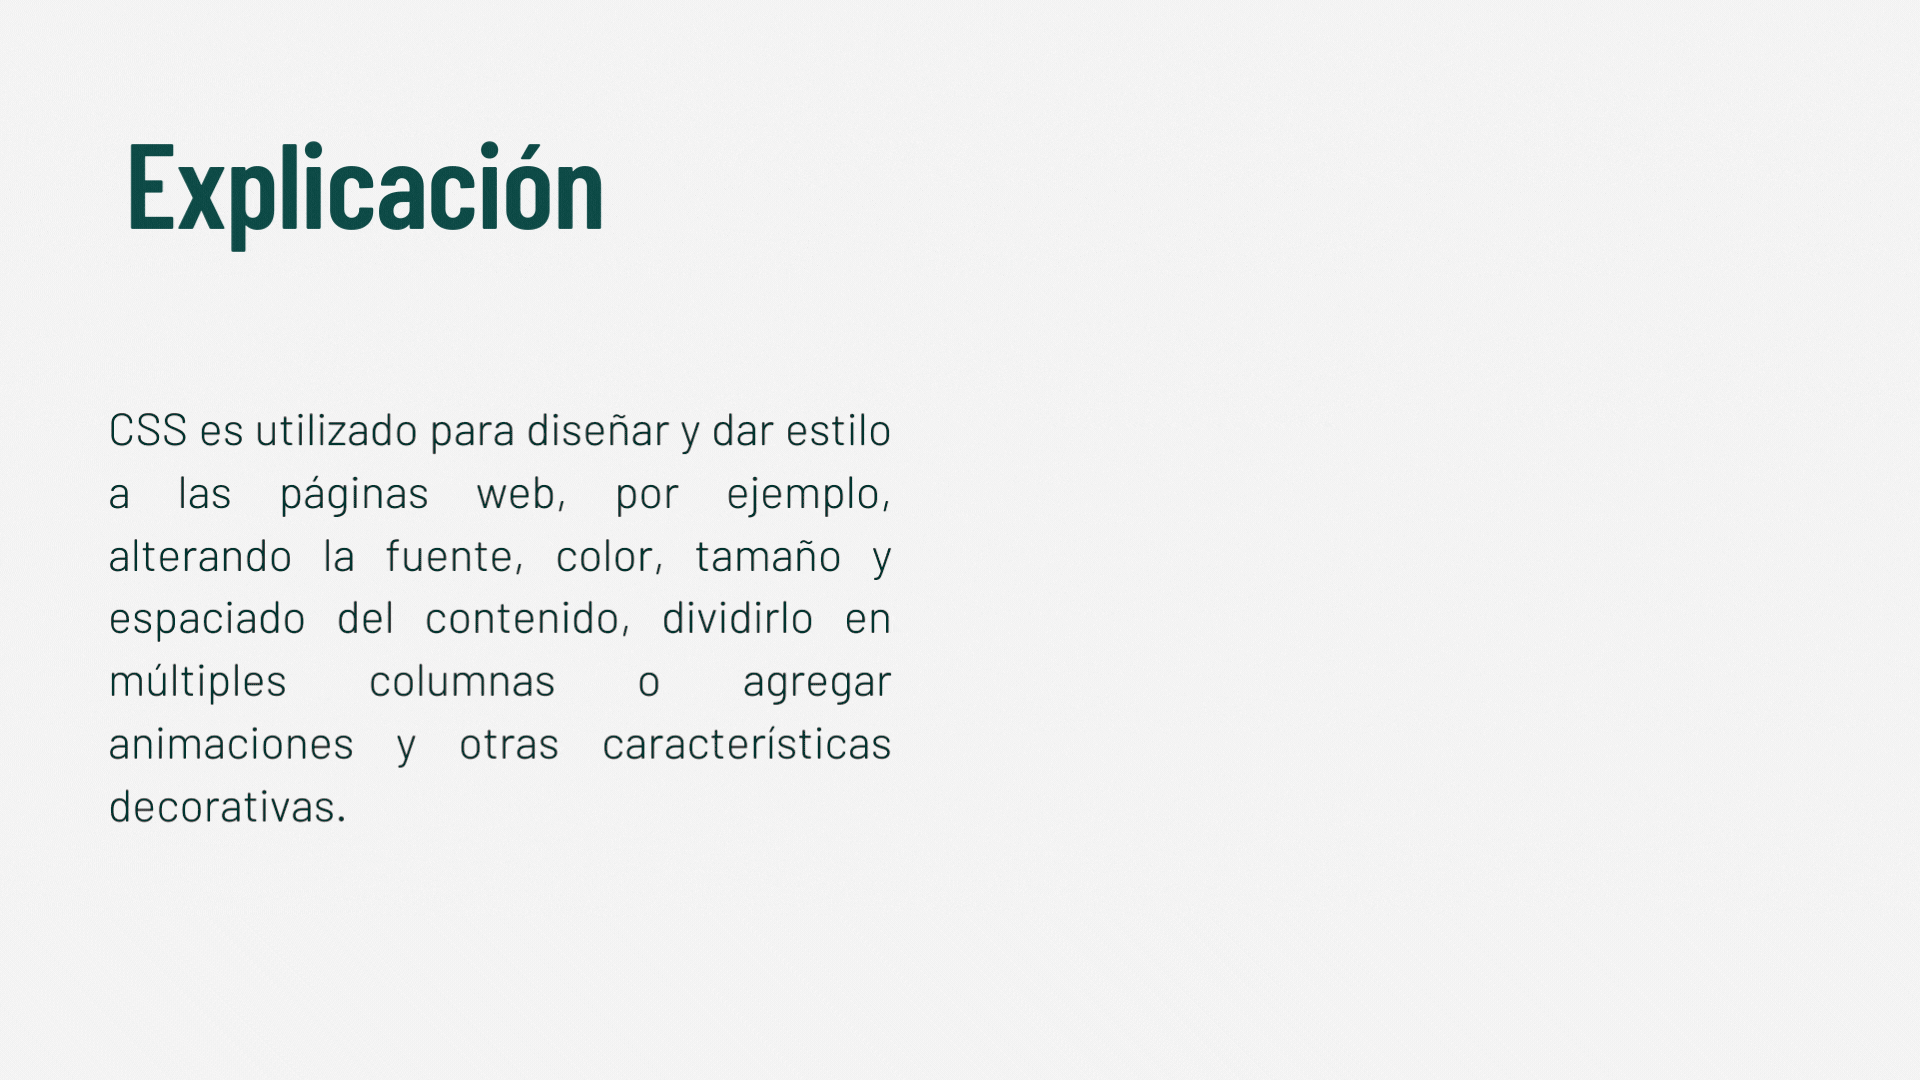 Explicación
CSS es utilizado para diseñar y dar estilo
a las páginas web, por ejemplo,
alterando la fuente, color, tamaño y
espaciado del contenido, dividirlo en
múltiples columnas o agregar
animaciones y otras características
decorativas.